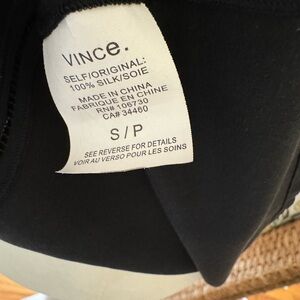 VINCE.
SELF/ORIGINAL:
100% SILK/SOIE
MADE IN CHINA
FABRIQUE EN CHINE
RN# 106730
CA# 34460
S / P
SEE REVERSE FOR DETAILS
VOIR AU VERSO POUR LES SOINS